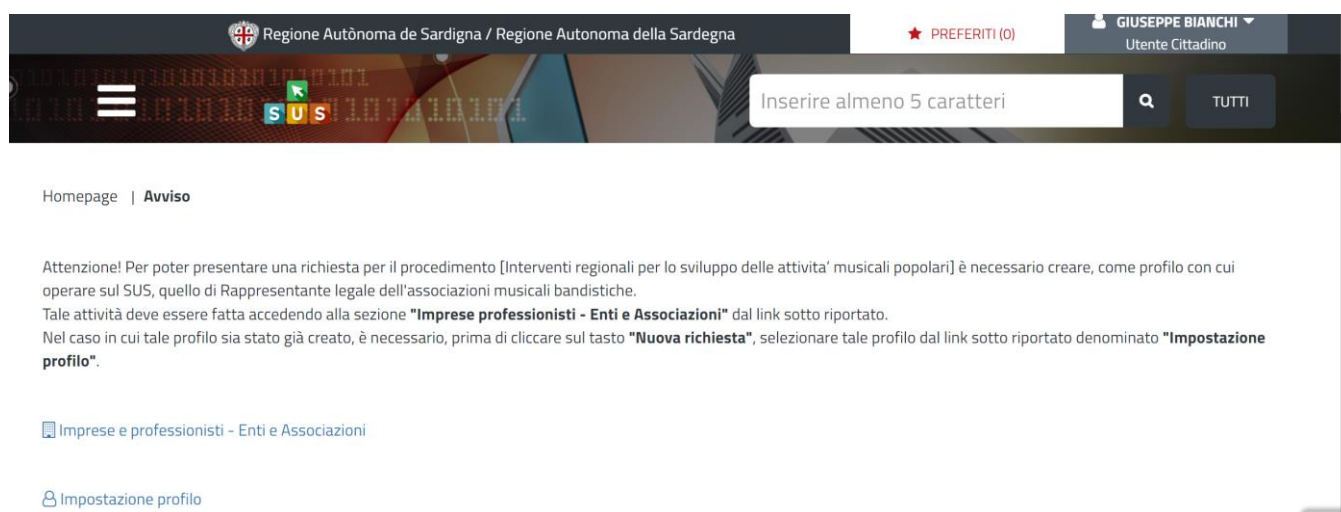 Regione Autònoma de Sardigna / Regione Autonoma della Sardegna
PREFERITI (0)
GIUSEPPE BIANCHI
Utente Cittadino
SUS
Inserire almeno 5 caratteri
TUTTI
Homepage | Avviso
Attenzione! Per poter presentare una richiesta per il procedimento [Interventi regionali per lo sviluppo delle attivita' musicali popolari] è necessario creare, come profilo con cui
operare sul SUS, quello di Rappresentante legale dell'associazioni musicali bandistiche.
Tale attività deve essere fatta accedendo alla sezione "Imprese professionisti - Enti e Associazioni" dal link sotto riportato.
Nel caso in cui tale profilo sia stato già creato, è necessario, prima di cliccare sul tasto "Nuova richiesta", selezionare tale profilo dal link sotto riportato denominato "Impostazione
profilo".
Imprese e professionisti - Enti e Associazioni
Impostazione profilo